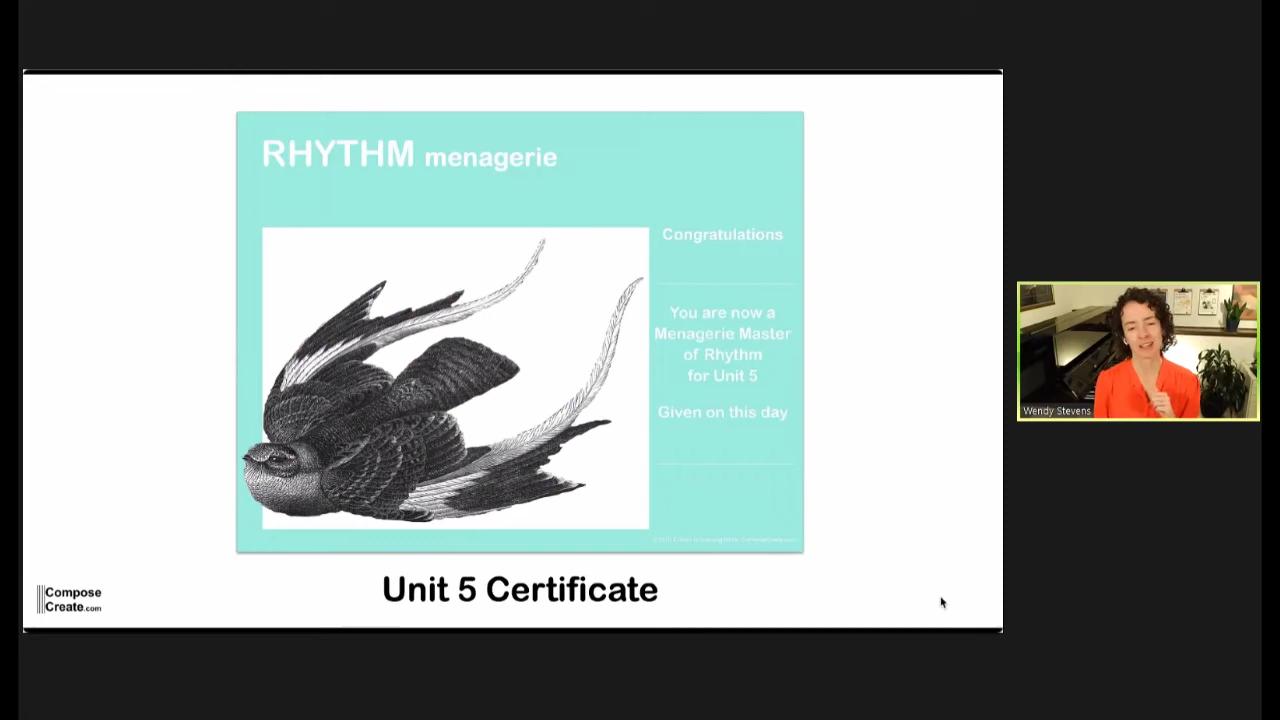 RHYTHM menagerie
Congratulations
You are now a
Menagerie Master
of Rhythm
for Unit 5
Given on this day
Unit 5 Certificate
Compose
Create.com
Wendy Stevens